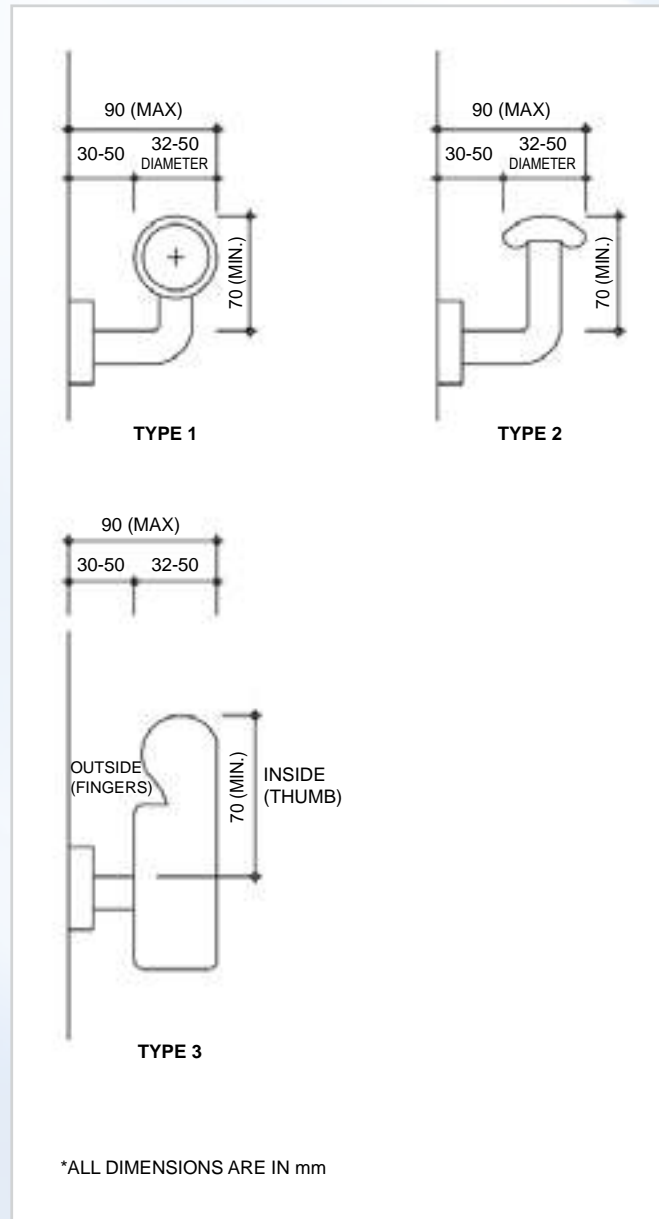 90 (MAX)
30-50
32-50
DIAMETER
70 (MIN.)
TYPE 1
90 (MAX)
30-50
32-50
DIAMETER
70 (MIN.)
TYPE 2
90 (MAX)
30-50
32-50
OUTSIDE
(FINGERS)
70 (MIN.)
INSIDE
(THUMB)
TYPE 3
*ALL DIMENSIONS ARE IN mm